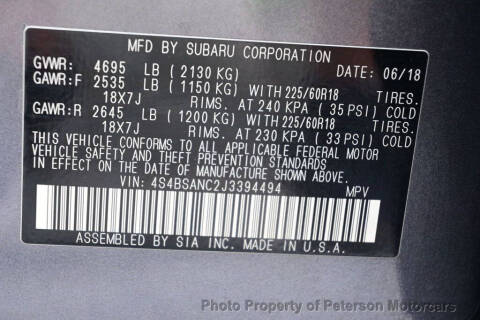 MFD BY SUBARU CORPORATION
GVWR: 4695 LB (2130 KG) DATE: 06/18
GAWR:F 2535 LB (1150 KG) WITH 225/60R18 TIRES.
18X7J RIMS. AT 240 KPA (35 PSI) COLD
GAWR:R 2645 LB (1200 KG) WITH 225/60R18 TIRES.
18X7J RIMS. AT 230 KPA (33 PSI) COLD
THIS VEHICLE CONFORMS TO ALL APPLICABLE FEDERAL MOTOR
VEHICLE SAFETY AND THEFT PREVENTION STANDARDS
IN EFFECT ON THE DATE OF MANUFACTURE SHOWN ABOVE.
VIN: 4S4BSANC2J3394494 MPV
ASSEMBLED BY SIA INC. MADE IN U.S.A.
Photo Property of Peterson Motorcars